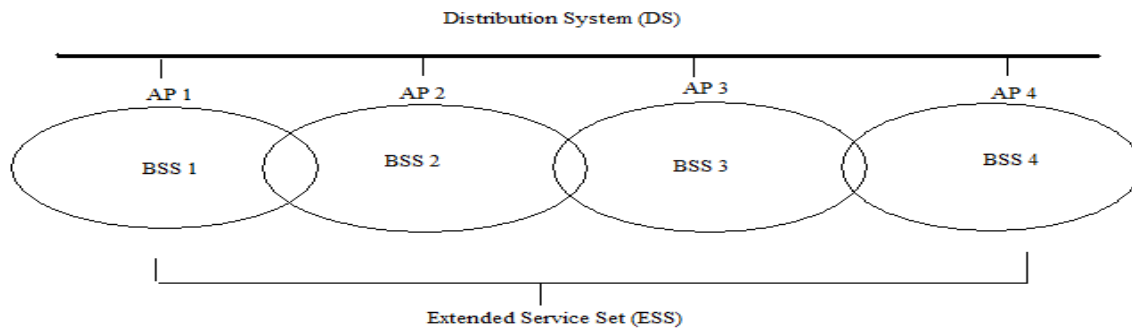 Distribution System (DS)
AP 1
AP 2
AP 3
AP 4
BSS 1
BSS 2
BSS 3
BSS 4
Extended Service Set (ESS)